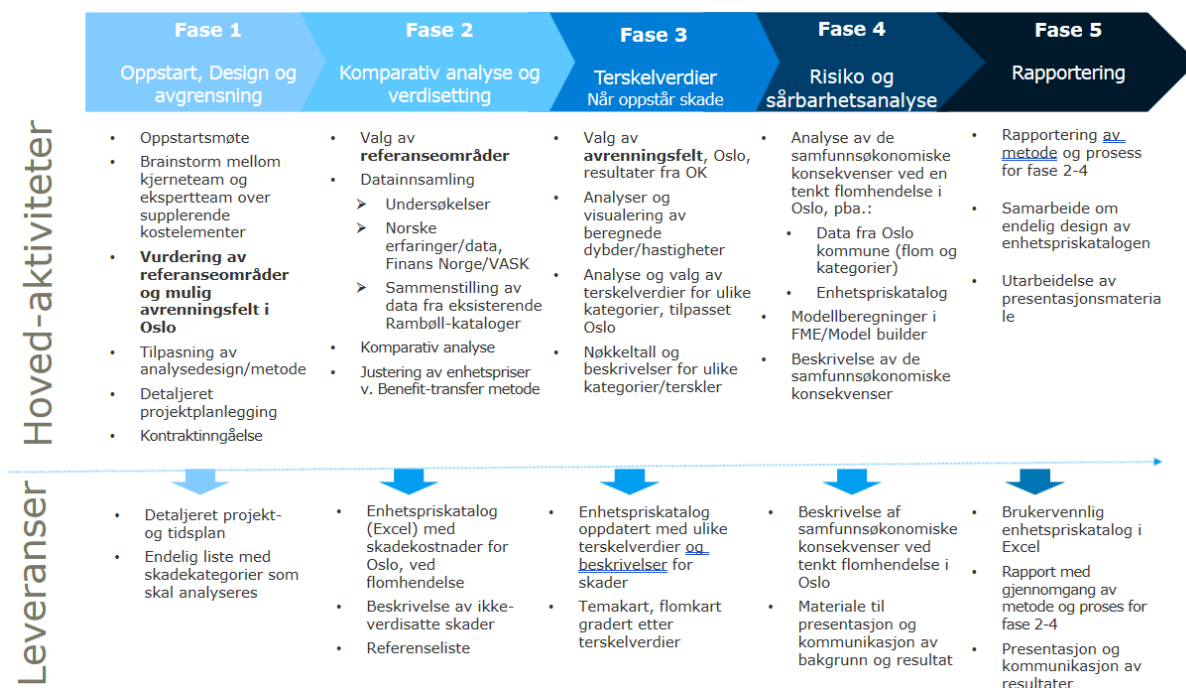 Fase 1
Oppstart, Design og
avgrensning
Fase 2
Komparativ analyse og
verdisetting
Fase 3
Terskelverdier
Når oppstår skade
Fase 4
Risiko og
sårbarhetsanalyse
Fase 5
Rapportering
Hoved-aktiviteter
• Oppstartsmøte
• Brainstorm mellom
kjerneteam og
ekspertteam over
supplerende
kostelementer
• Vurdering av
referanseområder
og mulig
avrenningsfelt i
Oslo
• Tilpasning av
analysedesign/metode
• Detaljeret
projektplanlegging
• Kontraktinngåelse
• Valg av
referanseområder
• Datainnsamling
➢ Undersøkelser
➢ Norske
erfaringer/data,
Finans Norge/VASK
➢ Sammenstilling av
data fra eksisterende
Rambøll-kataloger
• Komparativ analyse
• Justering av enhetspriser
v. Benefit-transfer metode
• Valg av
avrenningsfelt, Oslo,
resultater fra OK
• Analyser og
visualering av
beregnede
dybder/hastigheter
• Analyse og valg av
terskelverdier for ulike
kategorier, tilpasset
Oslo
• Nøkkeltall og
beskrivelser for ulike
kategorier/terskler
• Analyse av de
samfunnsøkonomiske
konsekvenser ved en
tenkt flomhendelse i
Oslo, pba.:
• Data fra Oslo
kommune (flom og
kategorier)
• Enhetspriskatalog
• Modellberegninger i
FME/Model builder
• Beskrivelse av de
samfunnsøkonomiske
konsekvenser
• Rapportering av
metode og prosess
for fase 2-4
• Samarbeide om
endelig design av
enhetspriskatalogen
• Utarbeidelse av
presentasjonsmateria
le
Leveranser
• Detaljeret projekt-
og tidsplan
• Endelig liste med
skadekategorier som
skal analyseres
• Enhetspriskatalog
(Excel) med
skadekostnader for
Oslo, ved
flomhendelse
• Beskrivelse av ikke-
verdisatte skader
• Referenseliste
• Enhetspriskatalog
oppdatert med ulike
terskelverdier og
beskrivelser for
skader
• Temakart, flomkart
gradert etter
terskelverdier
• Beskrivelse af
samfunnsøkonomiske
konsekvenser ved
tenkt flomhendelse i
Oslo
• Materiale til
presentasjon og
kommunikasjon av
bakgrunn og resultat
• Brukervennlig
enhetspriskatalog i
Excel
• Rapport med
gjennomgang av
metode og proses for
fase 2-4
• Presentasjon og
kommunikasjon av
resultater